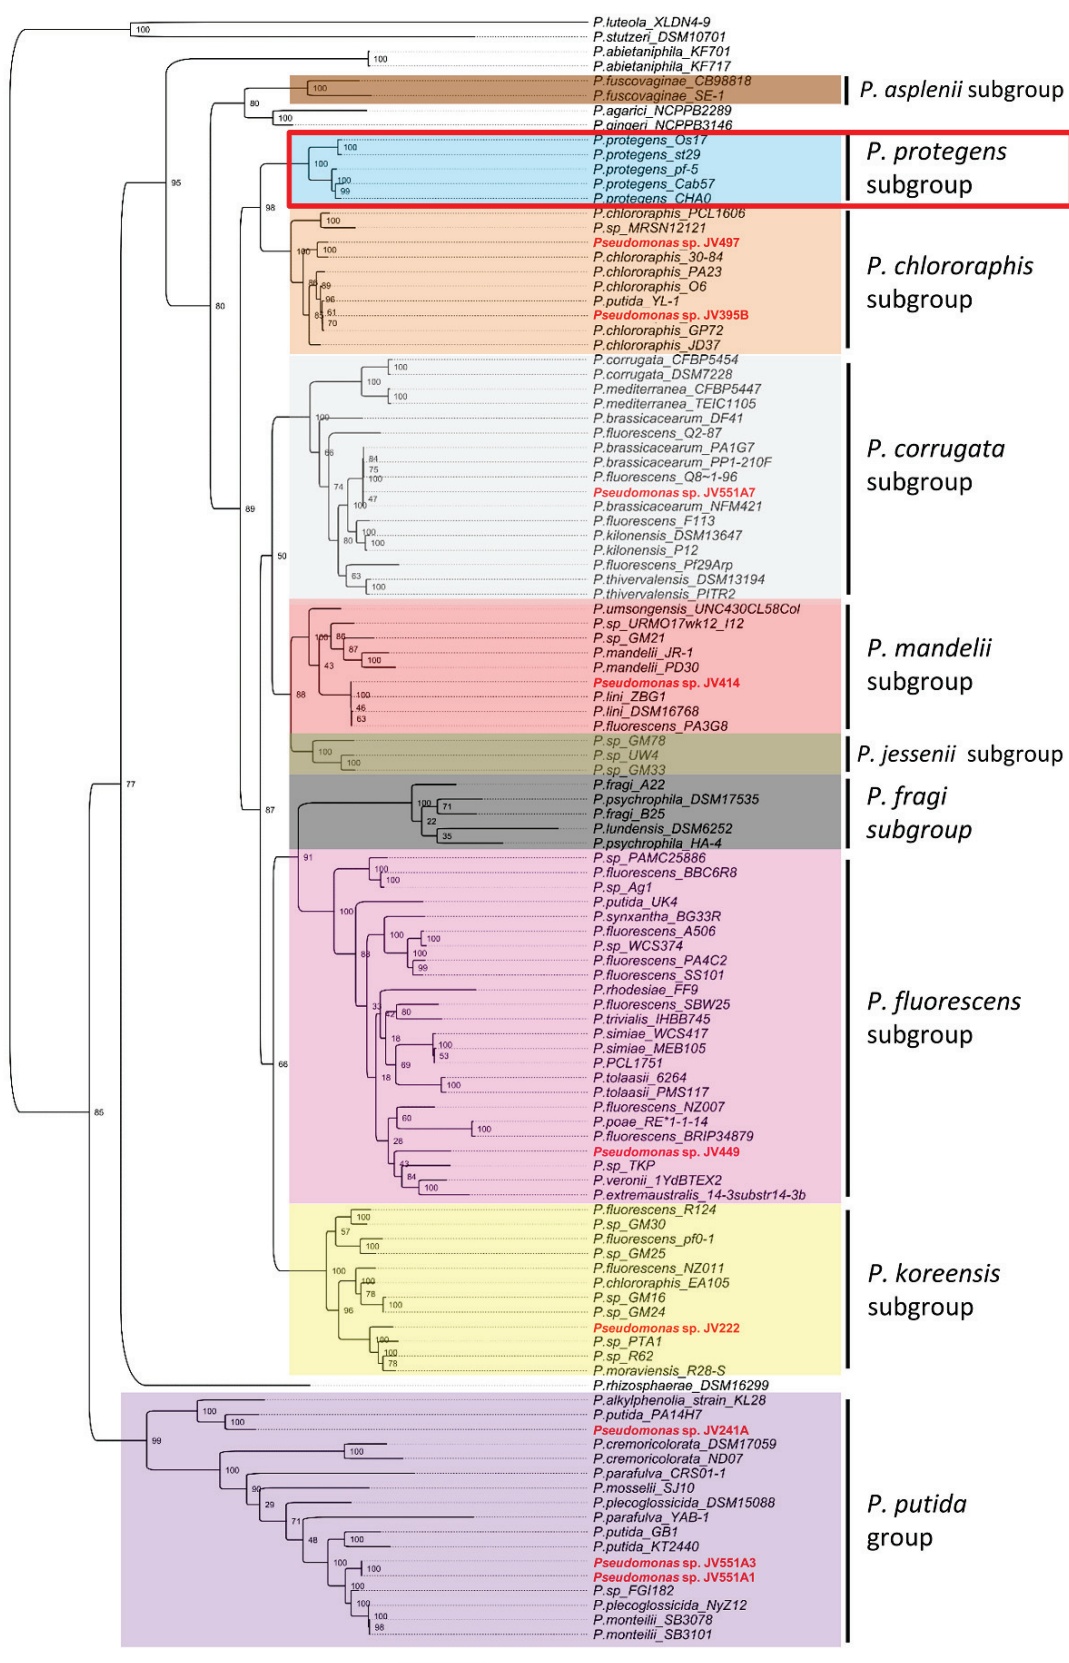 P.luteola_XLDN4-9
100
P.stutzeri_DSM10701
P.abietaniphila_KF701
100
P.abietaniphila_KF717
P.fuscovaginae_CB98818
100
P.fuscovaginae_SE-1
P. asplenii subgroup
80
P.agarici_NCPPB2289
100
P.gingeri_NCPPB3146
P.protegens_Os17
100
P.protegens_st29
100
P.protegens_pf-5
100
P.protegens_Cab57
99
P.protegens_CHA0
P. protegens
subgroup
95
98
P.chlororaphis_PCL1606
100
P.sp_MRSN12121
Pseudomonas sp. JV497
100
100
P.chlororaphis_30-84
P.chlororaphis_PA23
89
P.chlororaphis_O6
96
P.putida_YL-1
61
Pseudomonas sp. JV395B
70
P.chlororaphis_GP72
P.chlororaphis_JD37
P. chlororaphis
subgroup
80
P.corrugata_CFBP5454
100
P.corrugata_DSM7228
100
P.mediterranea_CFBP5447
100
P.mediterranea_TEIC1105
100
P.brassicacearum_DF41
P.fluorescens_Q2-87
66
P.brassicacearum_PA1G7
84
P.brassicacearum_PP1-210F
75
P.fluorescens_Q8~1-96
100
74
Pseudomonas sp. JV551A7
47
100
P.brassicacearum_NFM421
P.fluorescens_F113
100
P.kilonensis_DSM13647
80
100
P.kilonensis_P12
P.fluorescens_Pf29Arp
63
P.thivervalensis_DSM13194
100
P.thivervalensis_PITR2
P. corrugata
subgroup
89
50
P.umsongensis_UNC430CL58Col
P.sp_URMO17wk12_I12
100
86
P.sp_GM21
87
P.mandelii_JR-1
100
43
P.mandelii_PD30
Pseudomonas sp. JV414
100
88
P.lini_ZBG1
46
P.lini_DSM16768
63
P.fluorescens_PA3G8
P. mandelii
subgroup
P.sp_GM78
100
P.sp_UW4
100
P.sp_GM33
P. jessenii subgroup
77
87
P.fragi_A22
100
P.psychrophila_DSM17535
71
P.fragi_B25
22
P.lundensis_DSM6252
35
P.psychrophila_HA-4
P. fragi
subgroup
91
P.sp_PAMC25886
100
P.fluorescens_BBC6R8
100
P.sp_Ag1
P.putida_UK4
100
P.synxantha_BG33R
P.fluorescens_A506
100
100
P.sp_WCS374
100
P.fluorescens_PA4C2
99
P.fluorescens_SS101
P.rhodesiae_FF9
P.fluorescens_SBW25
80
P.trivialis_IHBB745
P.simiae_WCS417
18
100
P.simiae_MEB105
53
P.PCL1751
69
P.tolaasii_6264
18
100
P.tolaasii_PMS117
P.fluorescens_NZ007
60
P.poae_RE*1-1-14
100
P.fluorescens_BRIP34879
28
Pseudomonas sp. JV449
43
P.sp_TKP
84
P.veronii_1YdBTEX2
100
P.extremaustralis_14-3substr14-3b
P. fluorescens
subgroup
66
86
P.fluorescens_R124
100
P.sp_GM30
57
P.fluorescens_pf0-1
100
P.sp_GM25
100
P.fluorescens_NZ011
P.chlororaphis_EA105
100
78
P.sp_GM16
100
96
P.sp_GM24
Pseudomonas sp. JV222
100
P.sp_PTA1
100
P.sp_R62
78
P.moraviensis_R28-S
P. koreensis
subgroup
P.rhizosphaerae_DSM16299
P.alkylphenolia_strain_KL28
100
P.putida_PA14H7
100
Pseudomonas sp. JV241A
99
P.cremoricolorata_DSM17059
100
P.cremoricolorata_ND07
100
P.parafulva_CRS01-1
90
P.mosselii_SJ10
29
P.plecoglossicida_DSM15088
71
P.parafulva_YAB-1
48
P.putida_GB1
100
P.putida_KT2440
Pseudomonas sp. JV551A3
100
100
Pseudomonas sp. JV551A1
100
P.sp_FGI182
100
P.plecoglossicida_NyZ12
100
P.monteilii_SB3078
98
P.monteilii_SB3101
P. putida
group